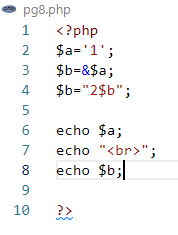 pg8.php
1 <?php
2 $a='1';
3 $b=&$a;
4 $b="2$b";
5
6 echo $a;
7 echo "<br>";
8 echo $b;
9
10 ?>